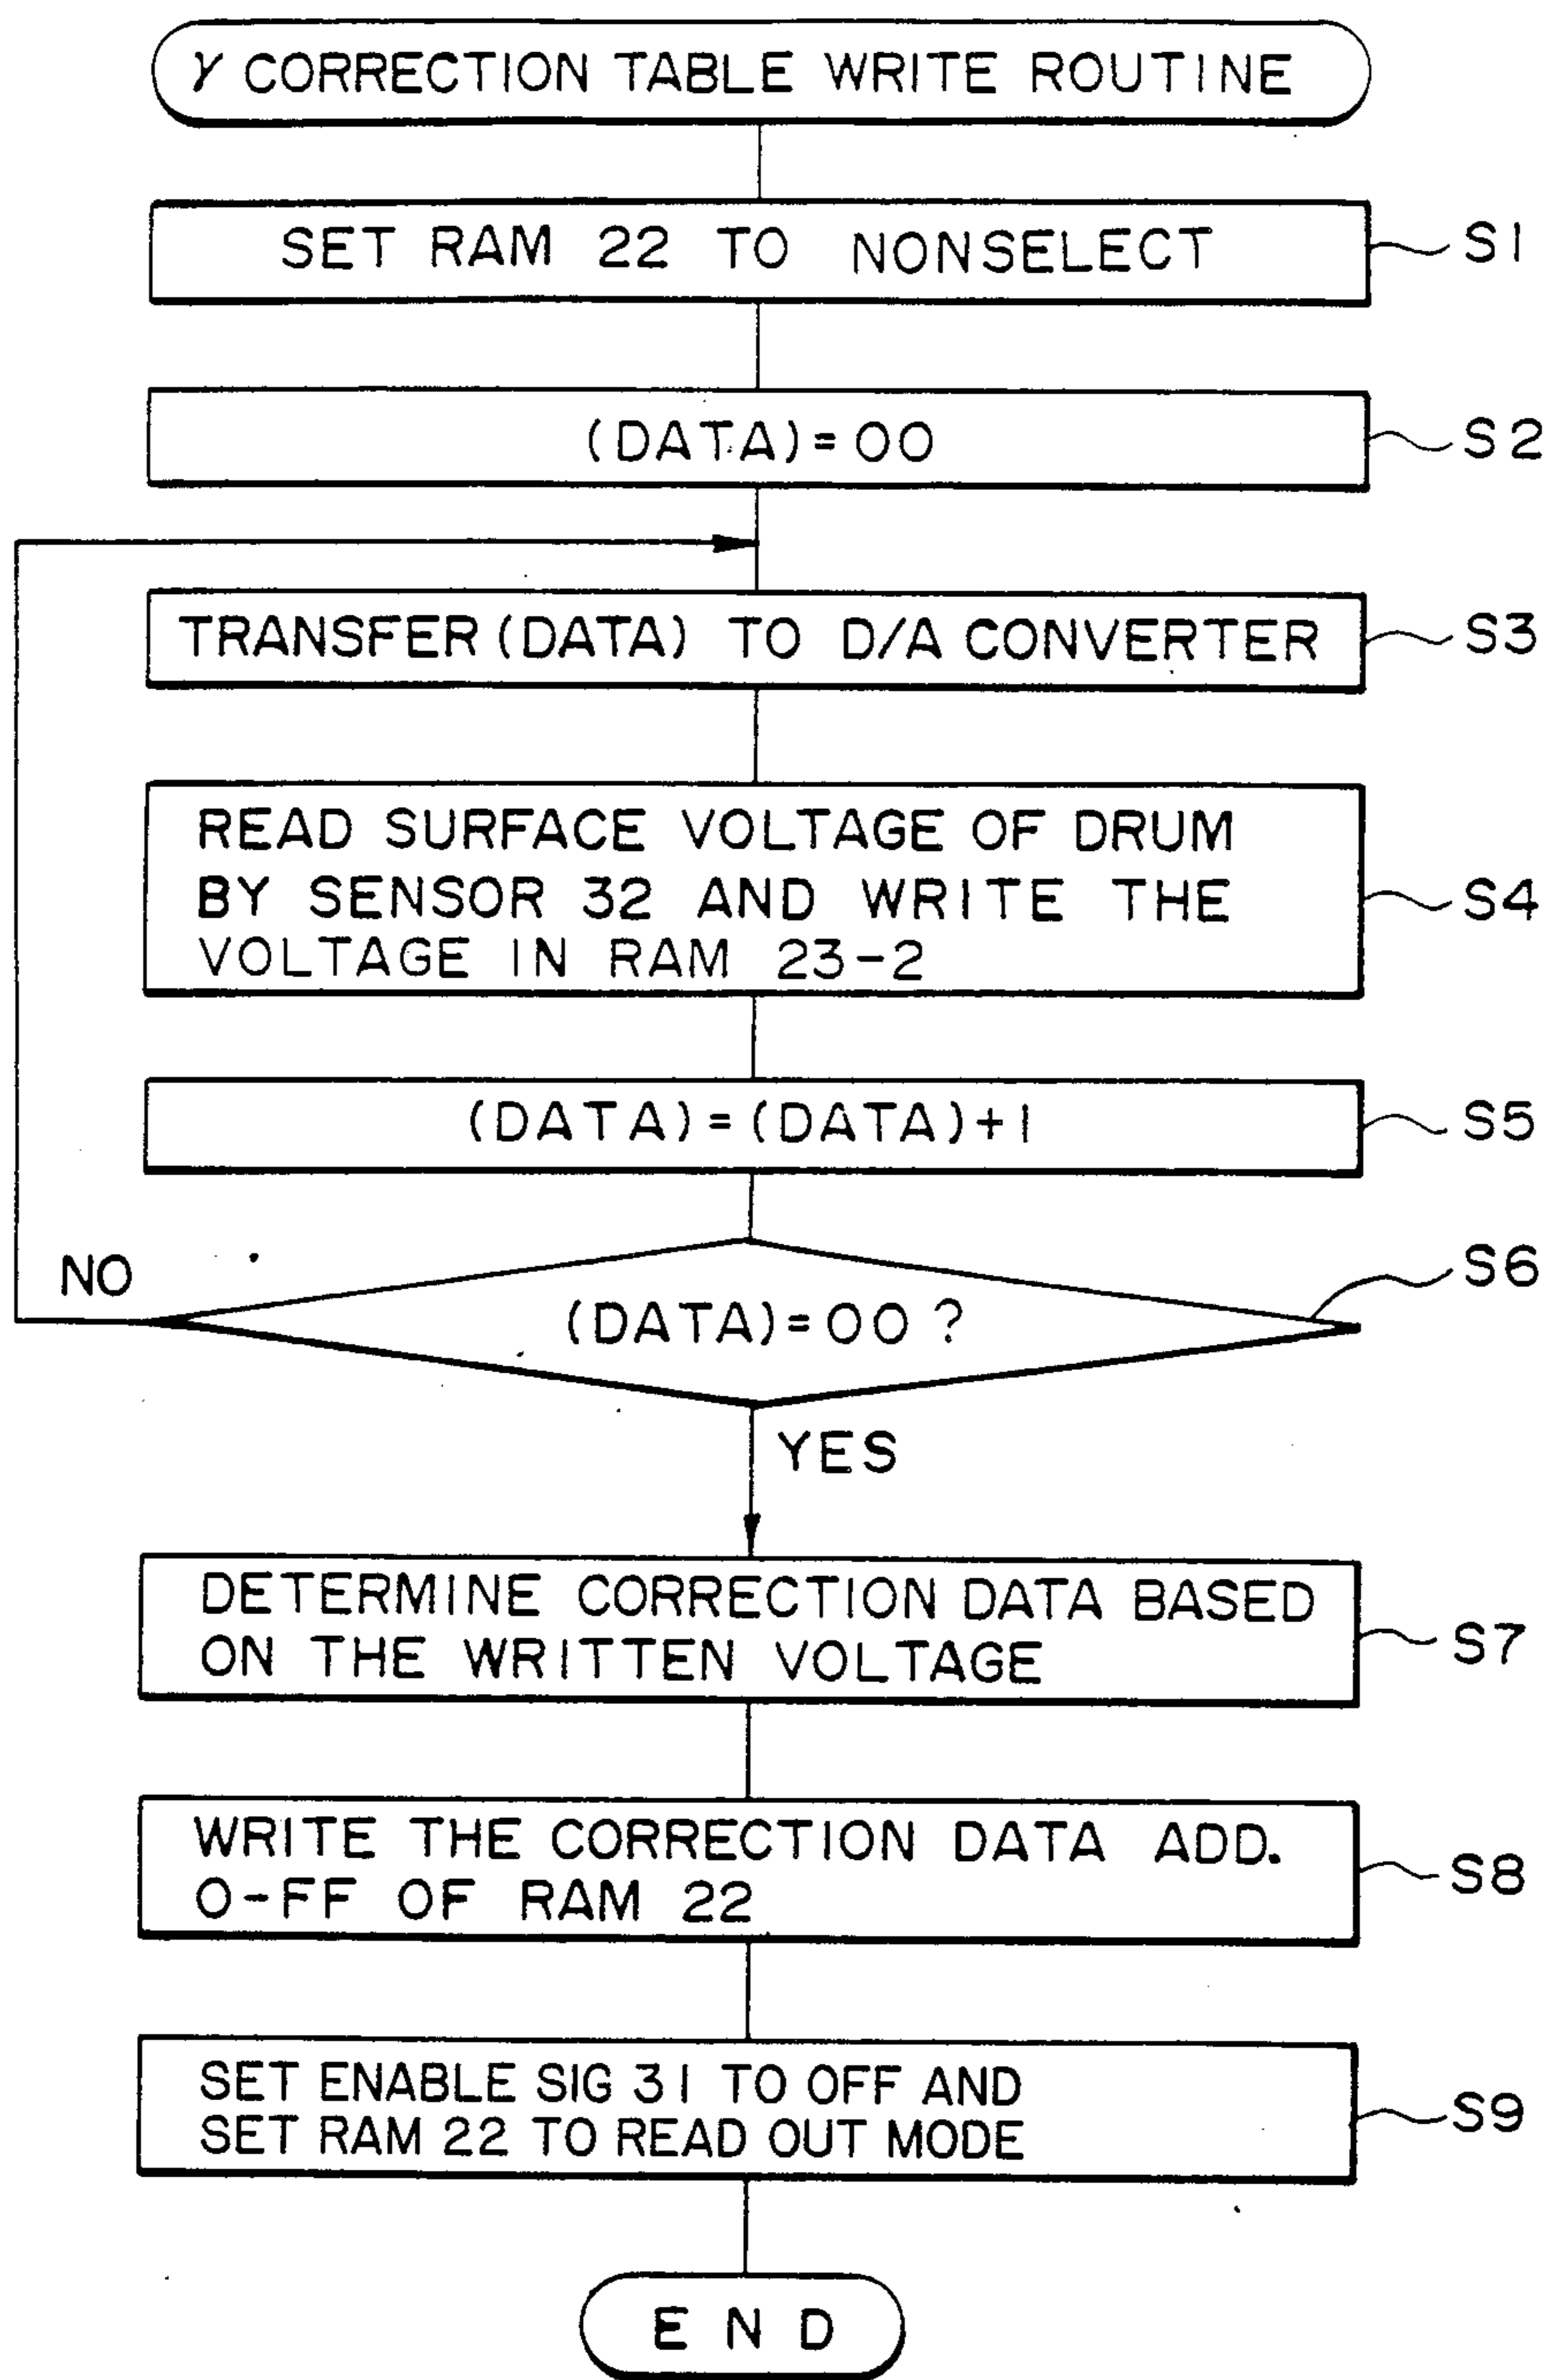 γ CORRECTION TABLE WRITE ROUTINE
SET RAM 22 TO NONSELECT
S1
(DATA)=00
S2
TRANSFER (DATA) TO D/A CONVERTER
S3
READ SURFACE VOLTAGE OF DRUM
BY SENSOR 32 AND WRITE THE
VOLTAGE IN RAM 23-2
S4
(DATA)=(DATA)+1
S5
NO
(DATA)=00?
S6
YES
DETERMINE CORRECTION DATA BASED
ON THE WRITTEN VOLTAGE
S7
WRITE THE CORRECTION DATA ADD.
0-FF OF RAM 22
S8
SET ENABLE SIG 31 TO OFF AND
SET RAM 22 TO READ OUT MODE
S9
END